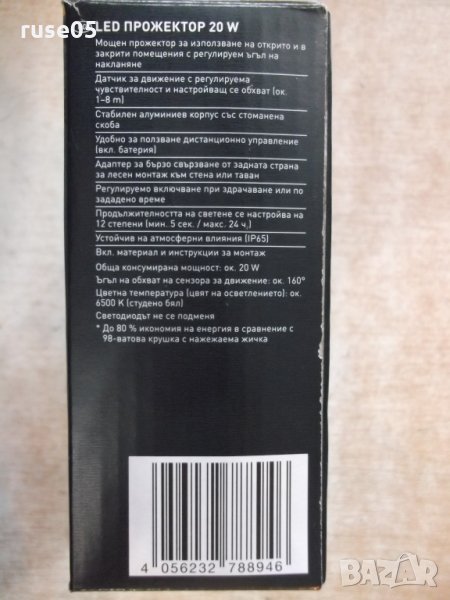 ruse05
LED ПРОЖЕКТОР 20 W
Мощен прожектор за използване на открито и в
закрити помещения с регулируем ъгъл на
накланяне
Датчик за движение с регулируема
чувствителност и настройващ се обхват (ок.
1–8 m)
Стабилен алуминиев корпус със стоманена
скоба
Удобно за ползване дистанционно управление
(вкл. батерия)
Адаптер за бързо свързване от задната страна
за лесен монтаж към стена или таван
Регулируемо включване при здрачаване или по
зададено време
Продължителността на светене се настройва на
12 степени (мин. 5 сек. / макс. 24 ч.)
Устойчив на атмосферни влияния (IP65)
Вкл. материал и инструкции за монтаж
Обща консумирана мощност: ок. 20 W
Ъгъл на обхват на сензора за движение: ок. 160°
Цветна температура (цвят на осветлението): ок.
6500 K (студено бял)
Светодиодът не се подменя
* До 80 % икономия на енергия в сравнение с
98-ватова крушка с нажежаема жичка
4 056232 788946
BAZAR
bg